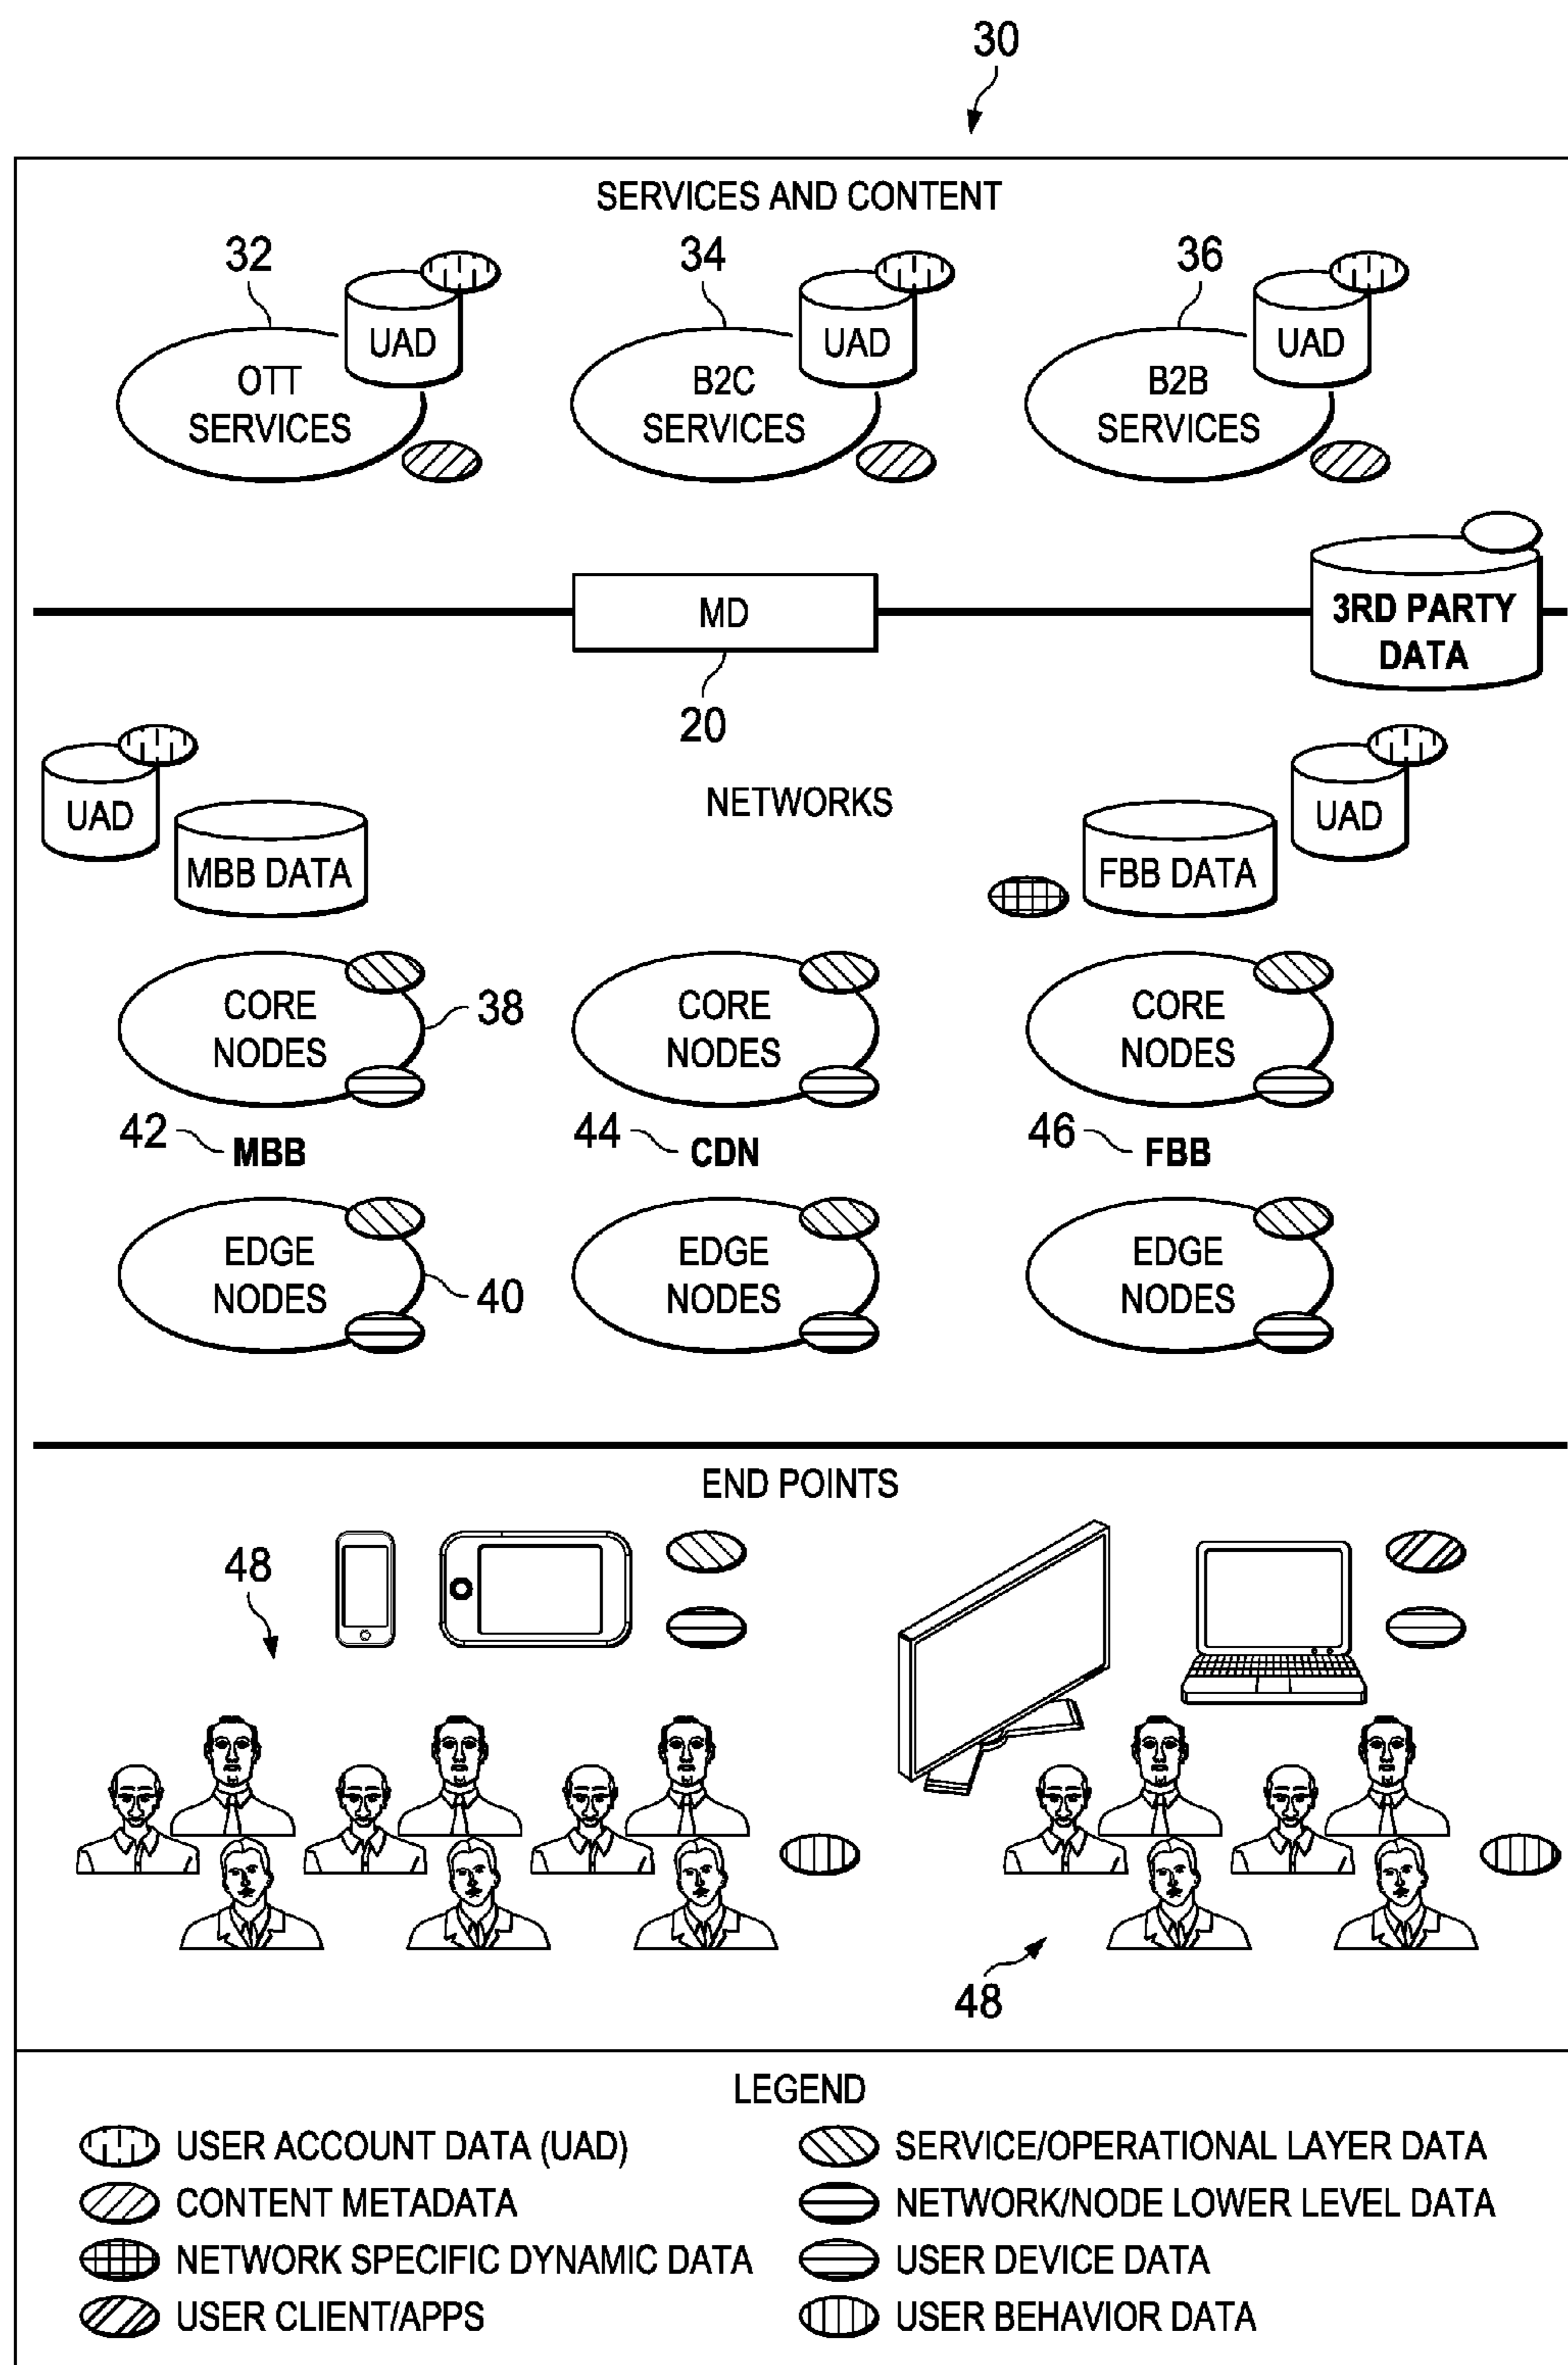 30
SERVICES AND CONTENT
32
34
36
UAD
UAD
UAD
OTT
SERVICES
B2C
SERVICES
B2B
SERVICES
MD
3RD PARTY
DATA
20
UAD
MBB DATA
NETWORKS
FBB DATA
UAD
CORE
NODES
38
CORE
NODES
CORE
NODES
42
MBB
44
CDN
46
FBB
EDGE
NODES
40
EDGE
NODES
EDGE
NODES
END POINTS
48
48
LEGEND
USER ACCOUNT DATA (UAD)
SERVICE/OPERATIONAL LAYER DATA
CONTENT METADATA
NETWORK/NODE LOWER LEVEL DATA
NETWORK SPECIFIC DYNAMIC DATA
USER DEVICE DATA
USER CLIENT/APPS
USER BEHAVIOR DATA